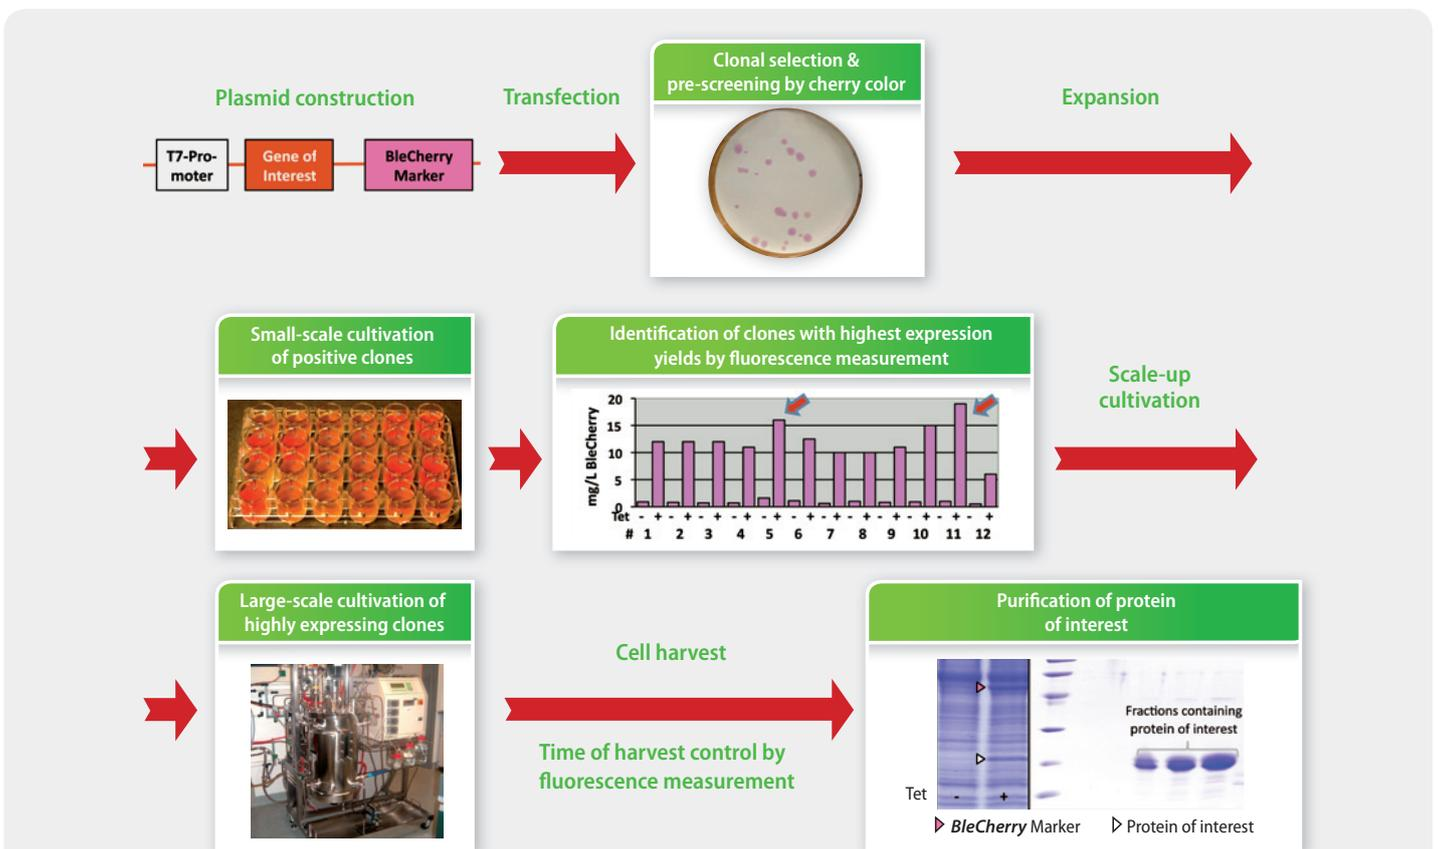 Plasmid construction
T7-Pro-
moter
Gene of
Interest
BleCherry
Marker
Transfection
Clonal selection &
pre-screening by cherry color
Expansion
Small-scale cultivation
of positive clones
Identification of clones with highest expression
yields by fluorescence measurement
mg/L BleCherry
20
15
10
5
0
Tet - + - + - + - + - + - + - + - + - + - + - + - +
# 1 2 3 4 5 6 7 8 9 10 11 12
Scale-up
cultivation
Large-scale cultivation of
highly expressing clones
Cell harvest
Time of harvest control by
fluorescence measurement
Purification of protein
of interest
Fractions containing
protein of interest
Tet - +
BleCherry Marker
Protein of interest